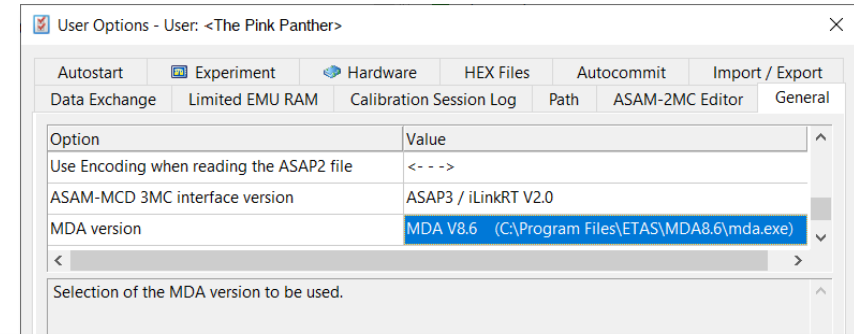 User Options - User: <The Pink Panther>
Autostart Experiment Hardware HEX Files Autocommit Import / Export
Data Exchange Limited EMU RAM Calibration Session Log Path ASAM-2MC Editor General
Option Value
Use Encoding when reading the ASAP2 file <- - ->
ASAM-MCD 3MC interface version ASAP3 / iLinkRT V2.0
MDA version MDA V8.6 (C:\Program Files\ETAS\MDA8.6\mda.exe)
Selection of the MDA version to be used.